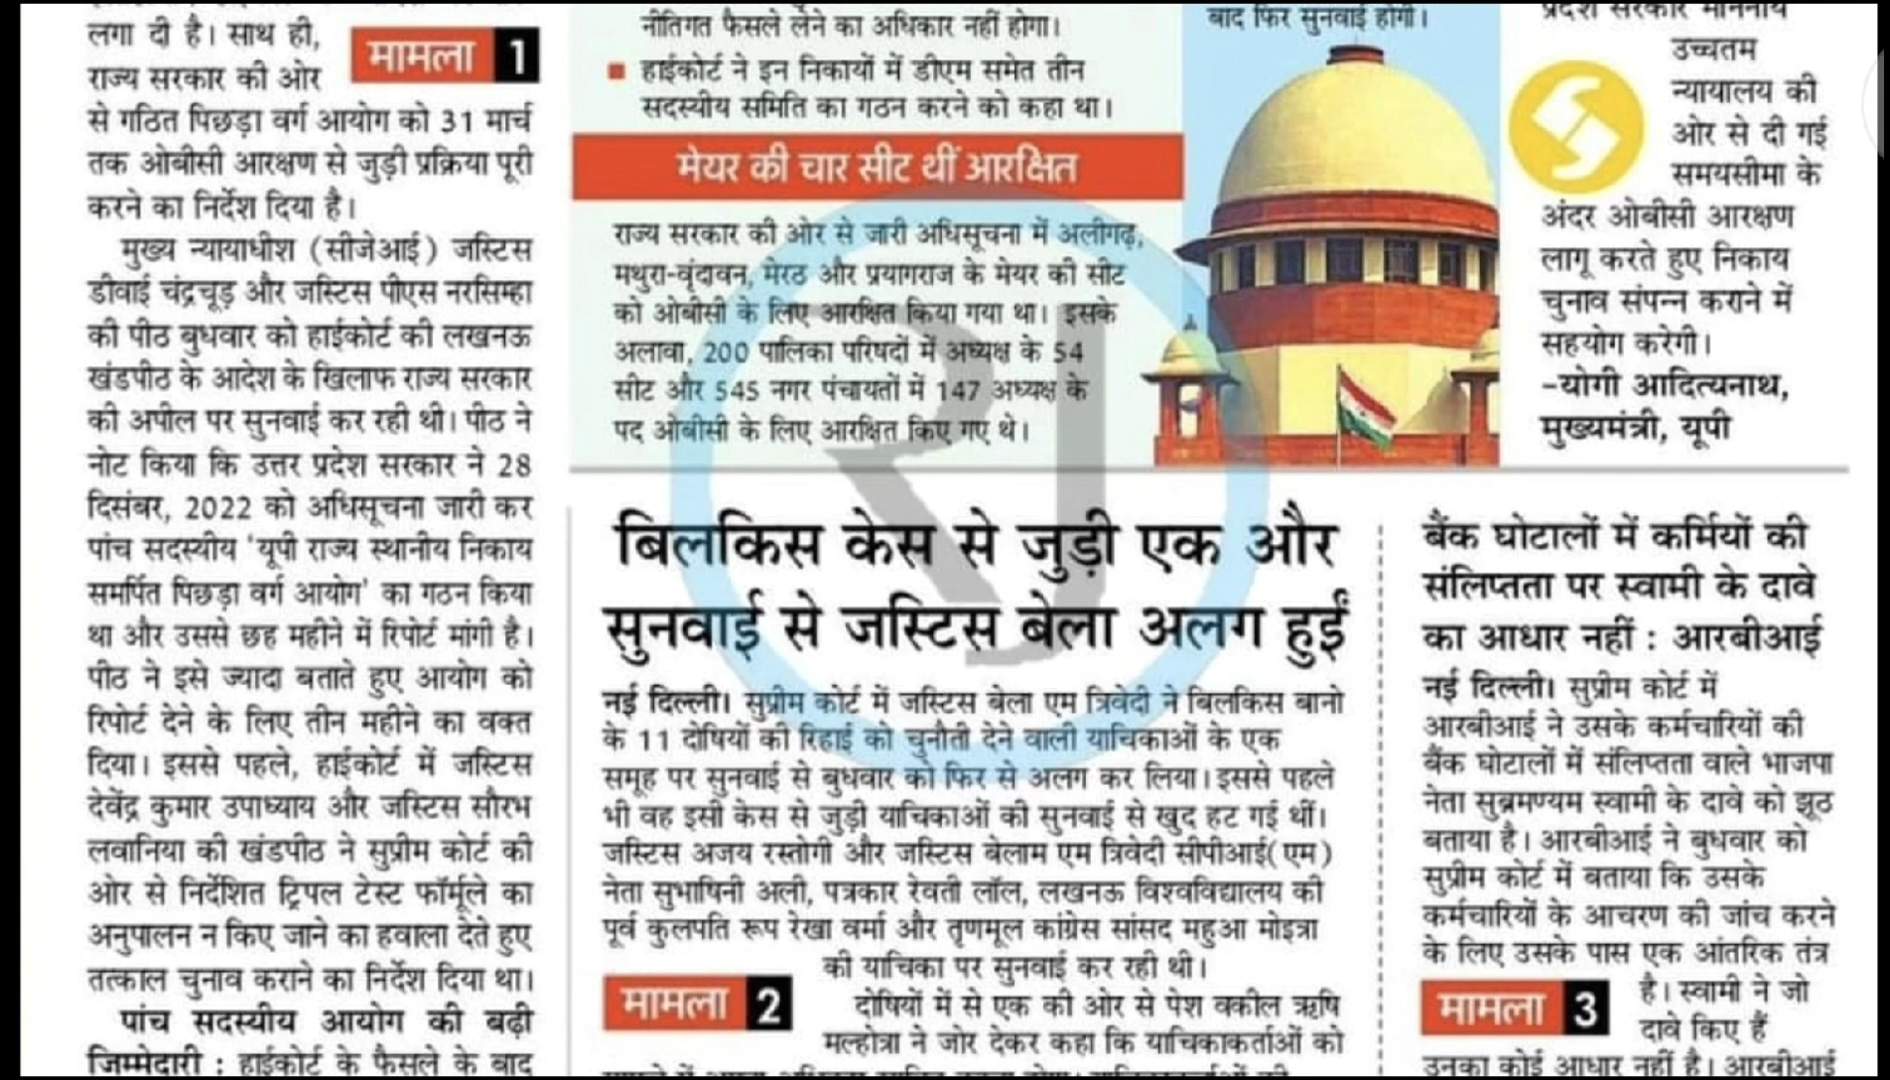 लगा दी है। साथ ही,
राज्य सरकार की ओर
मामला 1
से गठित पिछड़ा वर्ग आयोग को 31 मार्च
तक ओबीसी आरक्षण से जुड़ी प्रक्रिया पूरी
करने का निर्देश दिया है।
मुख्य न्यायाधीश (सीजेआई) जस्टिस
डीवाई चंद्रचूड़ और जस्टिस पीएस नरसिम्हा
की पीठ बुधवार को हाईकोर्ट की लखनऊ
खंडपीठ के आदेश के खिलाफ राज्य सरकार
की अपील पर सुनवाई कर रही थी। पीठ ने
नोट किया कि उत्तर प्रदेश सरकार ने 28
दिसंबर, 2022 को अधिसूचना जारी कर
पांच सदस्यीय 'यूपी राज्य स्थानीय निकाय
समर्पित पिछड़ा वर्ग आयोग' का गठन किया
था और उससे छह महीने में रिपोर्ट मांगी है।
पीठ ने इसे ज्यादा बताते हुए आयोग को
रिपोर्ट देने के लिए तीन महीने का वक्त
दिया। इससे पहले, हाईकोर्ट में जस्टिस
देवेंद्र कुमार उपाध्याय और जस्टिस सौरभ
लवानिया की खंडपीठ ने सुप्रीम कोर्ट की
ओर से निर्देशित ट्रिपल टेस्ट फॉर्मूले का
अनुपालन न किए जाने का हवाला देते हुए
तत्काल चुनाव कराने का निर्देश दिया था।
पांच सदस्यीय आयोग की बढ़ी
जिम्मेदारी : हाईकोर्ट के फैसले के बाद
नीतिगत फैसले लेने का अधिकार नहीं होगा।
■ हाईकोर्ट ने इन निकायों में डीएम समेत तीन
सदस्यीय समिति का गठन करने को कहा था।
मेयर की चार सीट थीं आरक्षित
राज्य सरकार की ओर से जारी अधिसूचना में अलीगढ़,
मथुरा-वृंदावन, मेरठ और प्रयागराज के मेयर की सीट
को ओबीसी के लिए आरक्षित किया गया था। इसके
अलावा, 200 पालिका परिषदों में अध्यक्ष के 54
सीट और 545 नगर पंचायतों में 147 अध्यक्ष के
पद ओबीसी के लिए आरक्षित किए गए थे।
बाद फिर सुनवाई होगी।
प्रदेश सरकार माननीय
उच्चतम
न्यायालय की
ओर से दी गई
समयसीमा के
अंदर ओबीसी आरक्षण
लागू करते हुए निकाय
चुनाव संपन्न कराने में
सहयोग करेगी।
-योगी आदित्यनाथ,
मुख्यमंत्री, यूपी
बिलकिस केस से जुड़ी एक और
सुनवाई से जस्टिस बेला अलग हुईं
नई दिल्ली। सुप्रीम कोर्ट में जस्टिस बेला एम त्रिवेदी ने बिलकिस बानो
के 11 दोषियों की रिहाई को चुनौती देने वाली याचिकाओं के एक
समूह पर सुनवाई से बुधवार को फिर से अलग कर लिया। इससे पहले
भी वह इसी केस से जुड़ी याचिकाओं की सुनवाई से खुद हट गई थीं।
जस्टिस अजय रस्तोगी और जस्टिस बेलाम एम त्रिवेदी सीपीआई(एम)
नेता सुभाषिनी अली, पत्रकार रेवती लॉल, लखनऊ विश्वविद्यालय की
पूर्व कुलपति रूप रेखा वर्मा और तृणमूल कांग्रेस सांसद महुआ मोइत्रा
की याचिका पर सुनवाई कर रही थी।
मामला 2
दोषियों में से एक की ओर से पेश वकील ऋषि
मल्होत्रा ने जोर देकर कहा कि याचिकाकर्ताओं को
बैंक घोटालों में कर्मियों की
संलिप्तता पर स्वामी के दावे
का आधार नहीं : आरबीआई
नई दिल्ली। सुप्रीम कोर्ट में
आरबीआई ने उसके कर्मचारियों की
बैंक घोटालों में संलिप्तता वाले भाजपा
नेता सुब्रमण्यम स्वामी के दावे को झूठ
बताया है। आरबीआई ने बुधवार को
सुप्रीम कोर्ट में बताया कि उसके
कर्मचारियों के आचरण की जांच करने
के लिए उसके पास एक आंतरिक तंत्र
मामला 3
है। स्वामी ने जो
दावे किए हैं
उनका कोई आधार नहीं है। आरबीआई